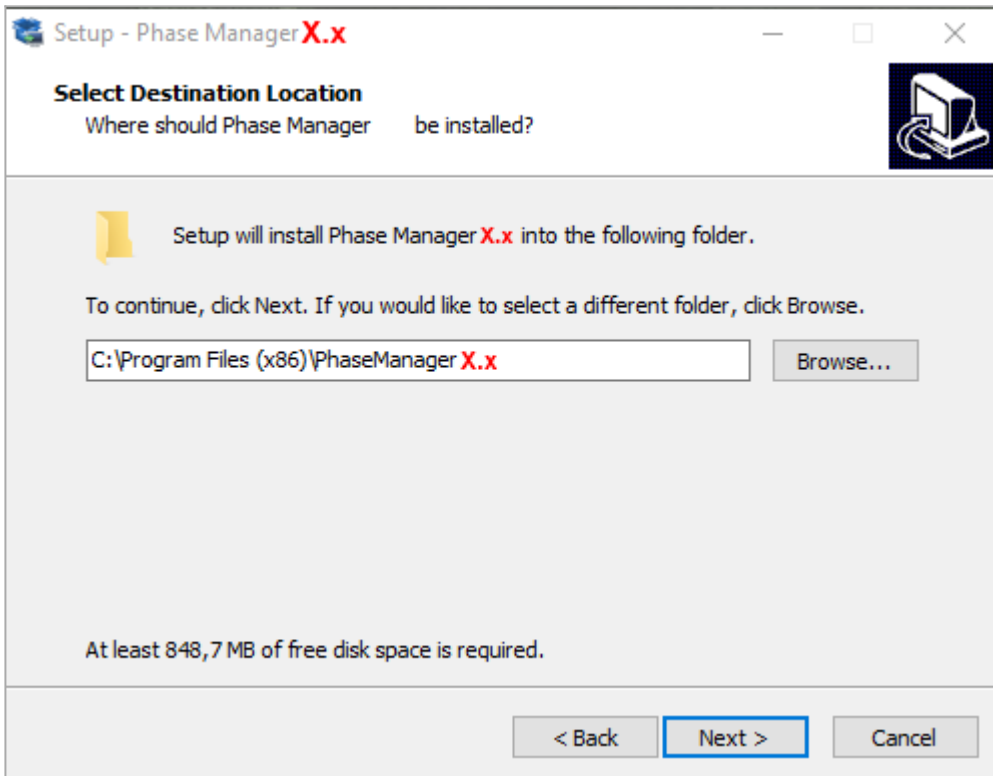 Setup - Phase Manager X.x
Select Destination Location
Where should Phase Manager be installed?
Setup will install Phase Manager X.x into the following folder.
To continue, click Next. If you would like to select a different folder, click Browse.
C:\Program Files (x86)\PhaseManager X.x
Browse...
At least 848,7 MB of free disk space is required.
< Back
Next >
Cancel